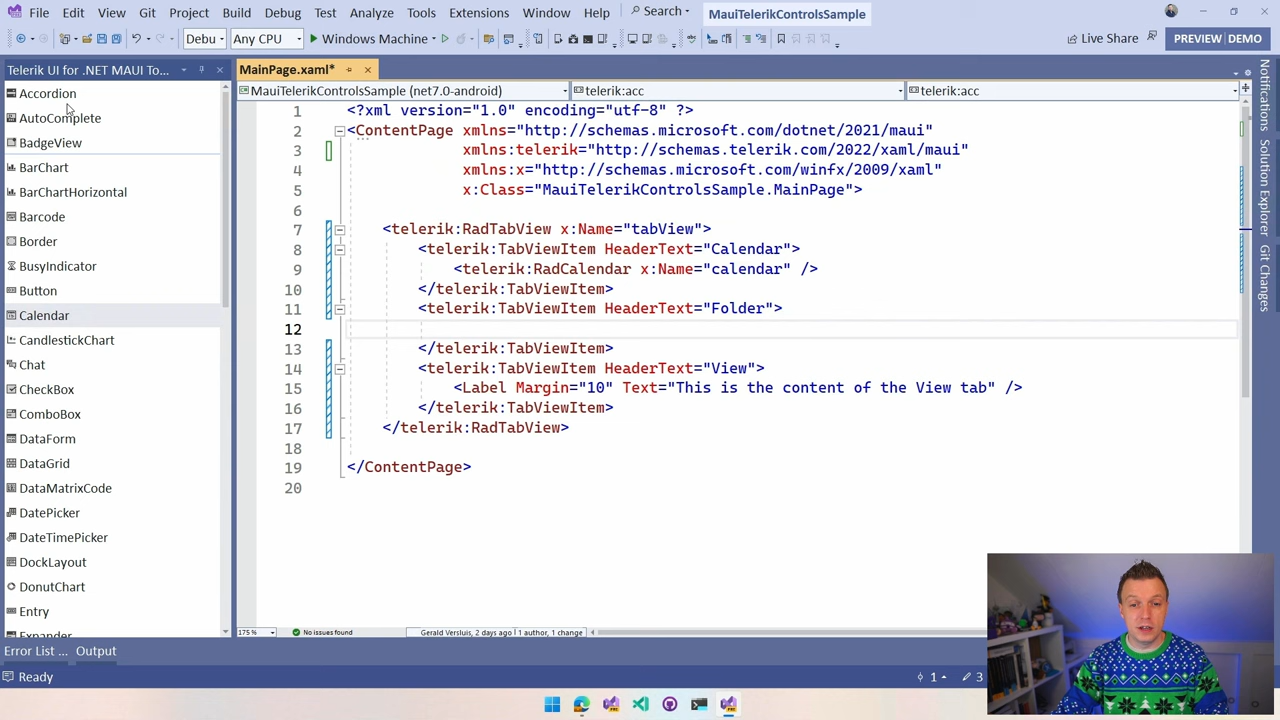 File Edit View Git Project Build Debug Test Analyze Tools Extensions Window Help Search MauiTelerikControlsSample
Debu Any CPU Windows Machine Live Share PREVIEW / DEMO
Telerik UI for .NET MAUI To...
MainPage.xaml*
MauiTelerikControlsSample (net7.0-android) telerik:acc telerik:acc
Accordion
AutoComplete
BadgeView
BarChart
BarChartHorizontal
Barcode
Border
BusyIndicator
Button
Calendar
CandlestickChart
Chat
CheckBox
ComboBox
DataForm
DataGrid
DataMatrixCode
DatePicker
DateTimePicker
DockLayout
DonutChart
Entry
Expander
1 <?xml version="1.0" encoding="utf-8" ?>
2 <ContentPage xmlns="http://schemas.microsoft.com/dotnet/2021/maui"
3 xmlns:telerik="http://schemas.telerik.com/2022/xaml/maui"
4 xmlns:x="http://schemas.microsoft.com/winfx/2009/xaml"
5 x:Class="MauiTelerikControlsSample.MainPage">
6
7 <telerik:RadTabView x:Name="tabView">
8 <telerik:TabViewItem HeaderText="Calendar">
9 <telerik:RadCalendar x:Name="calendar" />
10 </telerik:TabViewItem>
11 <telerik:TabViewItem HeaderText="Folder">
12
13 </telerik:TabViewItem>
14 <telerik:TabViewItem HeaderText="View">
15 <Label Margin="10" Text="This is the content of the View tab" />
16 </telerik:TabViewItem>
17 </telerik:RadTabView>
18
19 </ContentPage>
20
175% No issues found Gerald Versluis, 2 days ago | 1 author, 1 change
Notifications
Solution Explorer
Git Changes
Error List ... Output
Ready 1 3